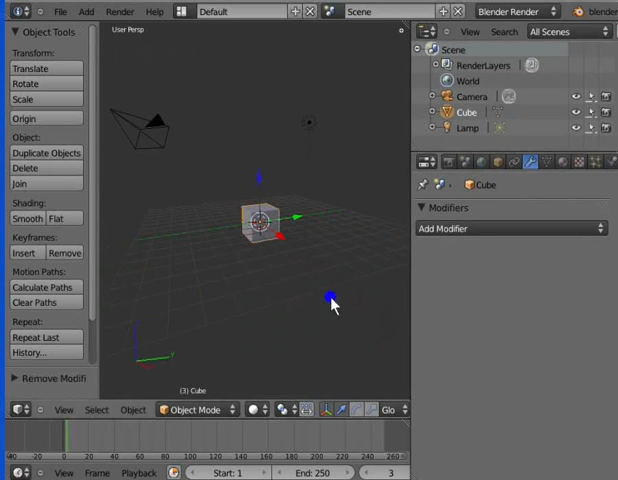 File Add Render Help Default Scene Blender Render blender
Object Tools
Transform:
Translate
Rotate
Scale
Origin
Object:
Duplicate Objects
Delete
Join
Shading:
Smooth Flat
Keyframes:
Insert Remove
Motion Paths:
Calculate Paths
Clear Paths
Repeat:
Repeat Last
History...
Remove Modifi
User Persp
y
(3) Cube
View Select Object Object Mode Glo
-40 -20 0 20 40 60 80 100 120 140 160 180 200 220 240 260
View Frame Playback Start: 1 End: 250 3
View Search All Scenes
Scene
RenderLayers
World
Camera
Cube
Lamp
Cube
Modifiers
Add Modifier